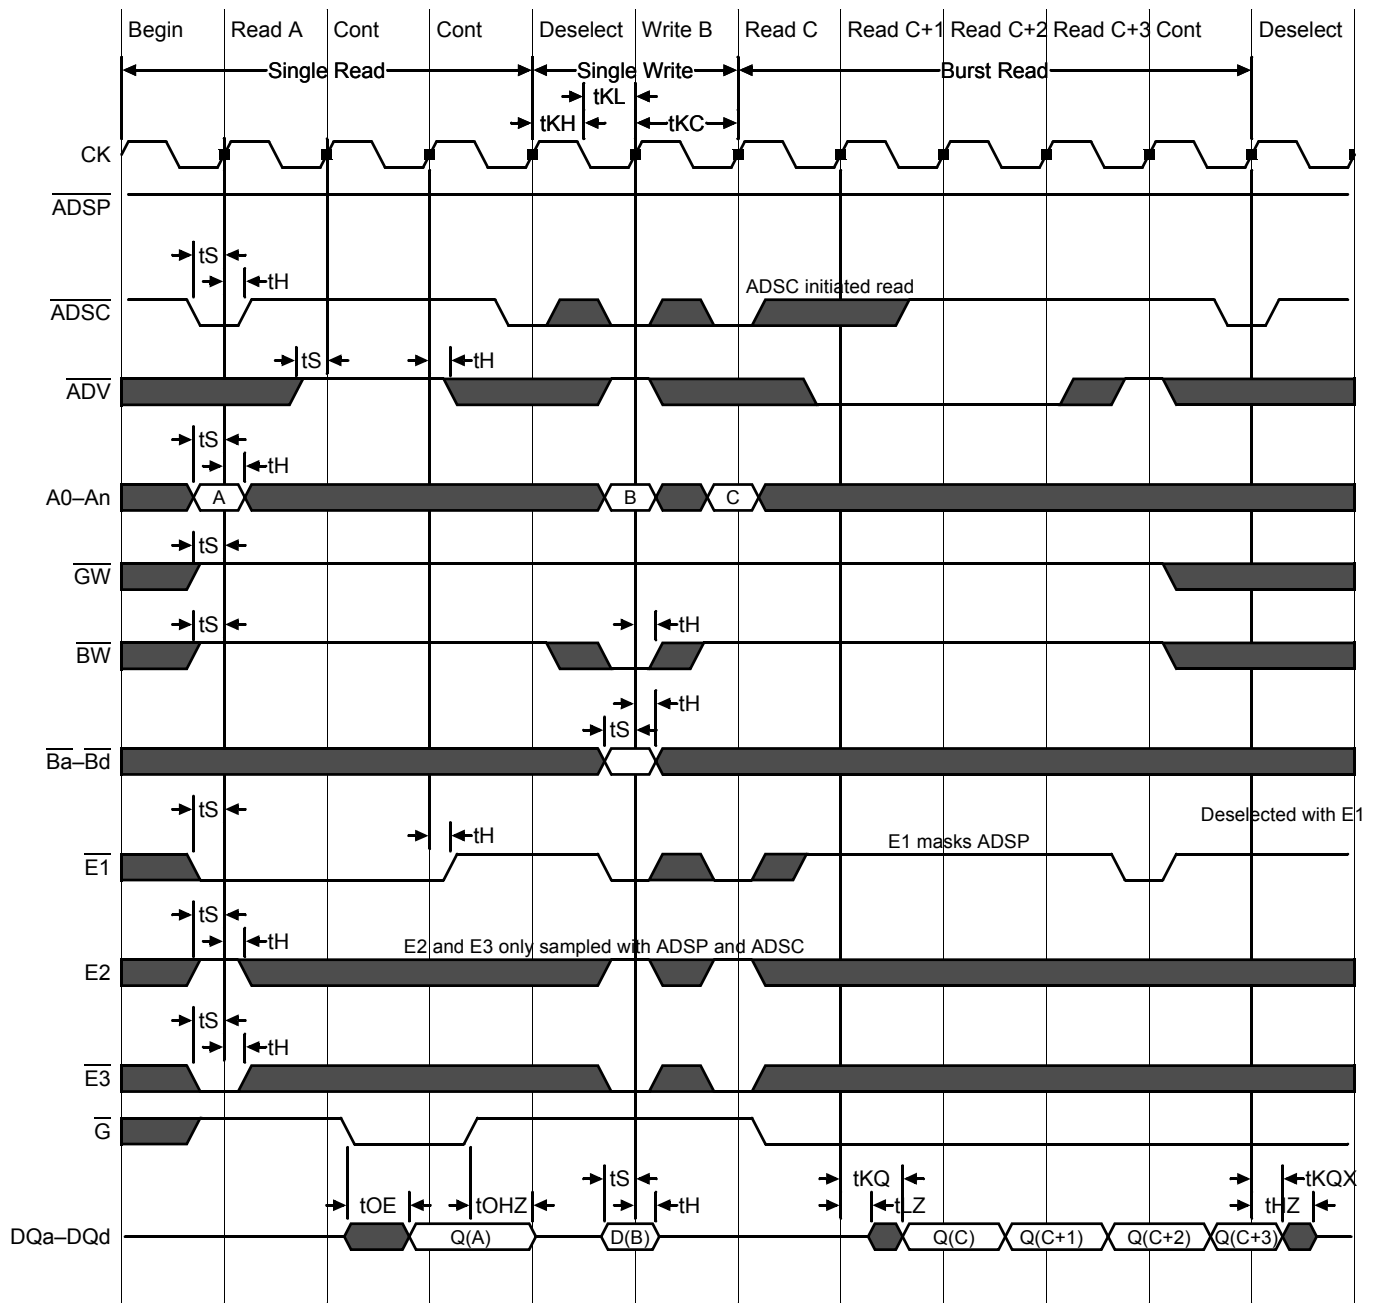 Begin Read A Cont Cont Deselect Write B Read C Read C+1 Read C+2 Read C+3 Cont Deselect
Single Read Single Write Burst Read
tKL
tKH tKC
CK
ADSP
tS
tH
ADSC initiated read
ADSC
tS tH
ADV
tS
tH
A0–An A B C
tS
GW
tS tH
BW
tH
tS
Ba–Bd
tS
Deselected with E1
tH
E1 masks ADSP
E1
tS
tH
E2 and E3 only sampled with ADSP and ADSC
E2
tS
tH
E3
G
tS tKQ tKQX
tOE tOHZ tH tLZ tHZ
DQa–DQd Q(A) D(B) Q(C) Q(C+1) Q(C+2) Q(C+3)